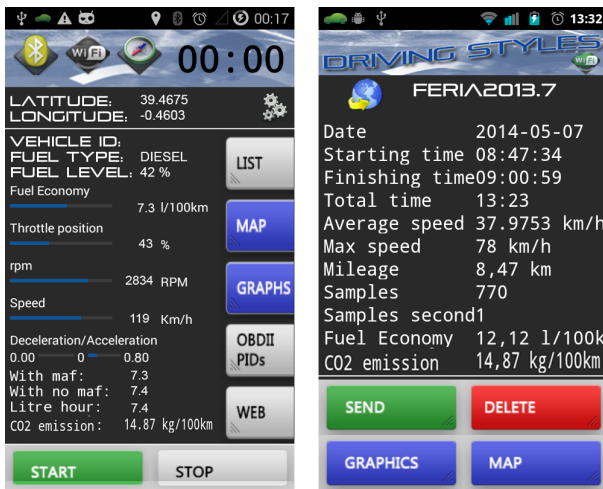 00:17
WiFi
00:00
LATITUDE: 39.4675
LONGITUDE: -0.4603
VEHICLE ID:
FUEL TYPE: DIESEL
FUEL LEVEL: 42 %
Fuel Economy
7.3 l/100km
Throttle position
43 %
rpm
2834 RPM
Speed
119 Km/h
Deceleration/Acceleration
0.00 0 0.80
With maf: 7.3
With no maf: 7.4
Litre hour: 7.4
CO2 emission: 14.87 kg/100km
LIST
MAP
GRAPHS
OBDII
PIDs
WEB
START STOP
13:32
DRIVING STYLES
WiFi
FERIA2013.7
Date 2014-05-07
Starting time 08:47:34
Finishing time09:00:59
Total time 13:23
Average speed 37.9753 km/h
Max speed 78 km/h
Mileage 8,47 km
Samples 770
Samples second1
Fuel Economy 12,12 l/100k
CO2 emission 14,87 kg/100km
SEND DELETE
GRAPHICS MAP